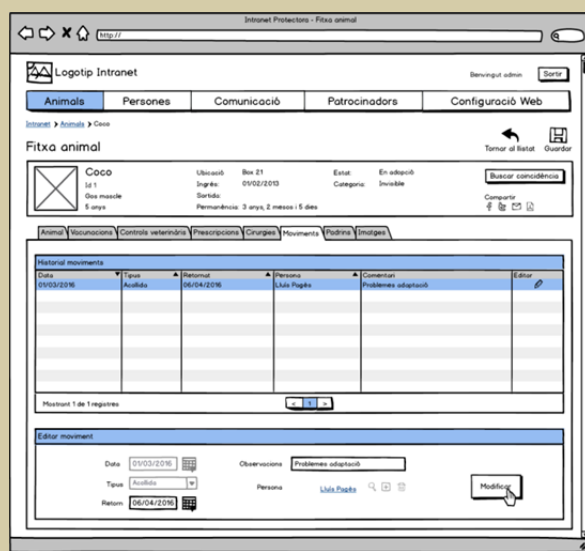 Intranet Protectora - Fitxa animal
http://
Logotip Intranet
Benvingut admin
Sortir
Animals Persones Comunicació Patrocinadors Configuració Web
Intranet > Animals > Coco
Fitxa animal
Tornar al llistat Guardar
Coco
Id 1
Gos mascle
5 anys
Ubicació: Box 21
Ingrés: 01/02/2013
Sortida:
Permanència: 3 anys, 2 mesos i 5 dies
Estat: En adopció
Categoria: Invisible
Buscar coincidència
Compartir
Animal Vacunacions Controls veterinaris Prescripcions Cirurgies Moviments Padrins Imatges
Historial moviments
Data Tipus Retornat Persona Comentari Editar
01/03/2016 Acollida 06/04/2016 Lluís Pagès Problemes adaptació
Mostrant 1 de 1 registres
< 1 >
Editar moviment
Data 01/03/2016 Observacions Problemes adaptació
Tipus Acollida Persona Lluís Pagès
Retorn 06/04/2016
Modificar